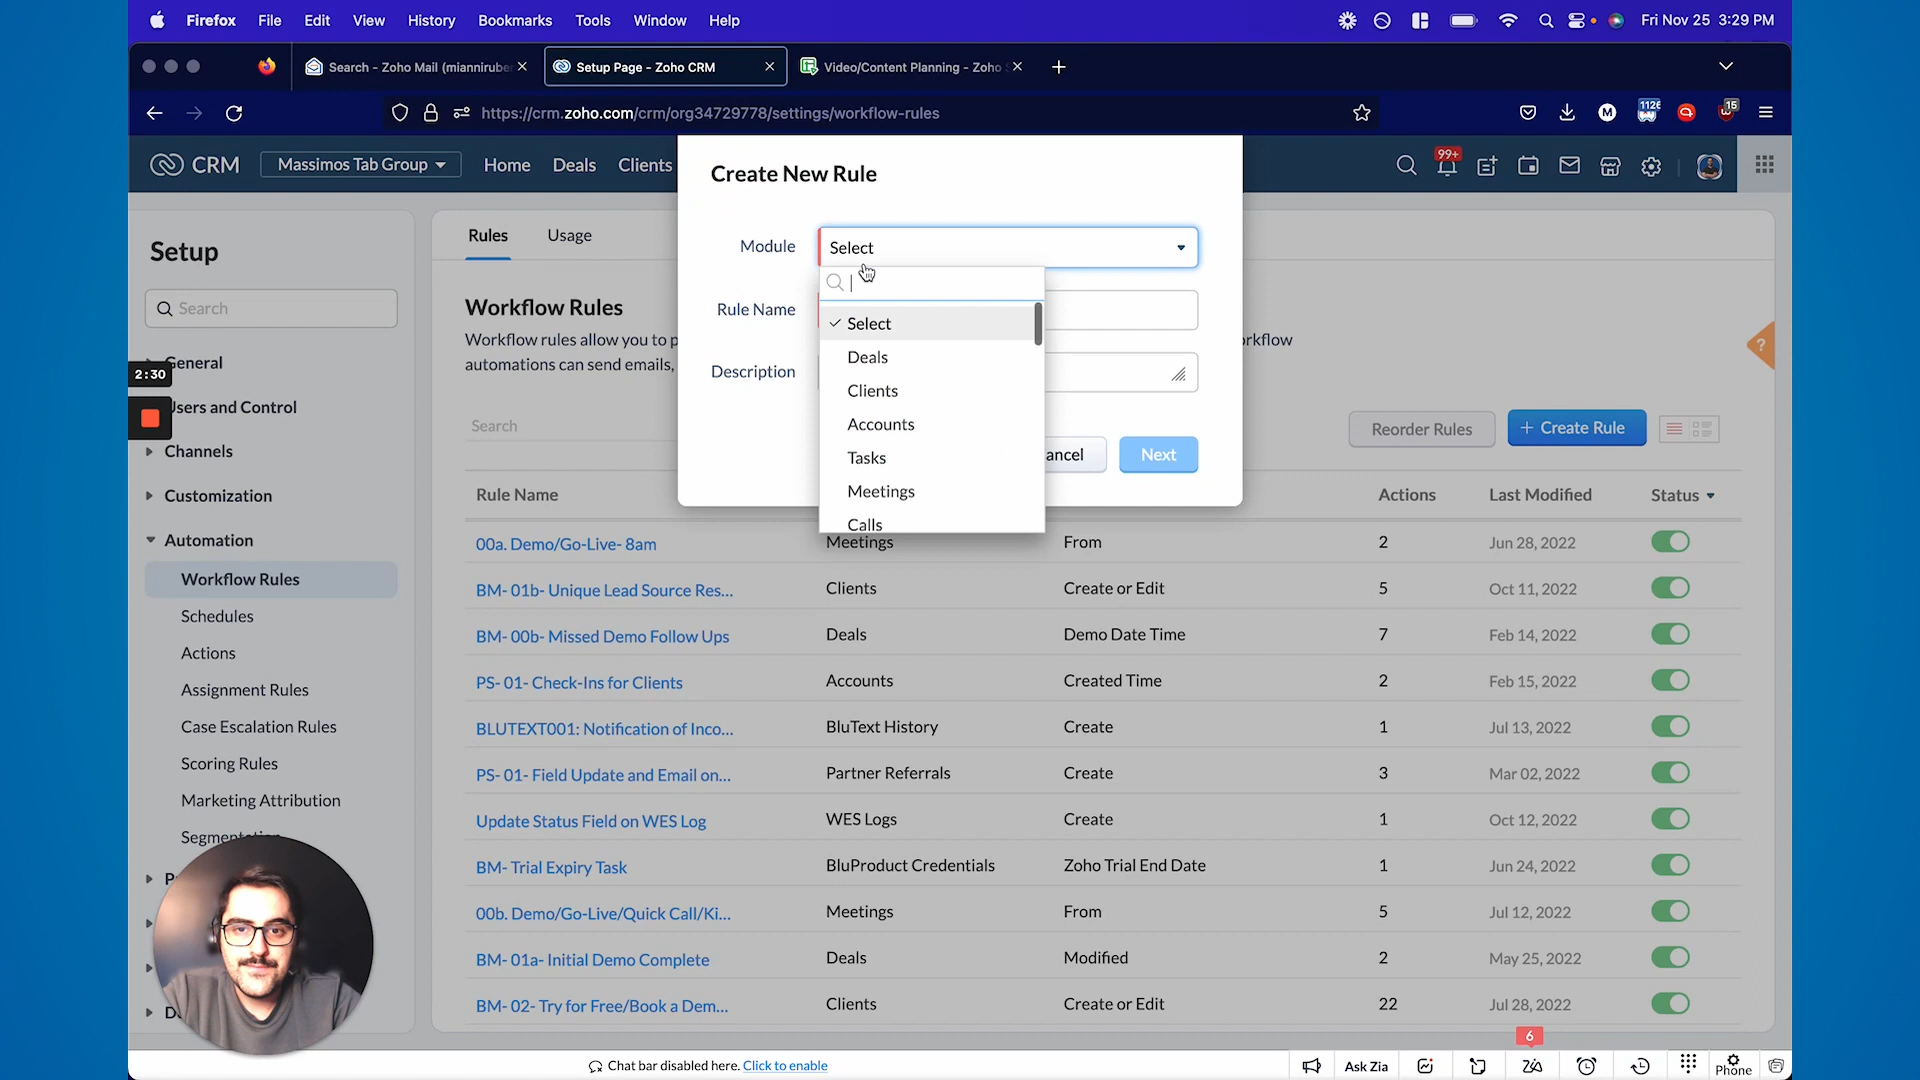 Firefox File Edit View History Bookmarks Tools Window Help
Fri Nov 25 3:29 PM
Search - Zoho Mail (mianniruber
Setup Page - Zoho CRM
Video/Content Planning - Zoho S
https://crm.zoho.com/crm/org34729778/settings/workflow-rules
112
15
CRM
Massimos Tab Group
Home Deals Clients
99+
Create New Rule
Module
Select
Rule Name
Description
Select
Deals
Clients
Accounts
Tasks
Meetings
Calls
ancel
Next
Setup
Search
General
Users and Control
Channels
Customization
Automation
Workflow Rules
Schedules
Actions
Assignment Rules
Case Escalation Rules
Scoring Rules
Marketing Attribution
Segmentation
2:30
Rules Usage
Workflow Rules
Workflow rules allow you to p rkflow
automations can send emails,
?
Search
Reorder Rules
+ Create Rule
Rule Name Actions Last Modified Status
00a. Demo/Go-Live- 8am Meetings From 2 Jun 28, 2022
BM- 01b- Unique Lead Source Res... Clients Create or Edit 5 Oct 11, 2022
BM- 00b- Missed Demo Follow Ups Deals Demo Date Time 7 Feb 14, 2022
PS- 01- Check-Ins for Clients Accounts Created Time 2 Feb 15, 2022
BLUTEXT001: Notification of Inco... BluText History Create 1 Jul 13, 2022
PS- 01- Field Update and Email on... Partner Referrals Create 3 Mar 02, 2022
Update Status Field on WES Log WES Logs Create 1 Oct 12, 2022
BM- Trial Expiry Task BluProduct Credentials Zoho Trial End Date 1 Jun 24, 2022
00b. Demo/Go-Live/Quick Call/Ki... Meetings From 5 Jul 12, 2022
BM- 01a- Initial Demo Complete Deals Modified 2 May 25, 2022
BM- 02- Try for Free/Book a Dem... Clients Create or Edit 22 Jul 28, 2022
6
Chat bar disabled here. Click to enable
Ask Zia
Phone